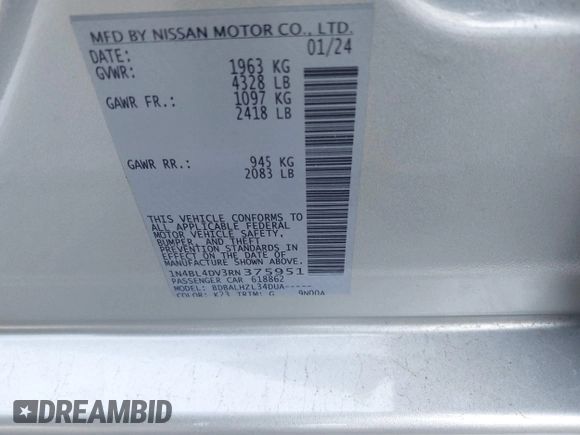 MFD BY NISSAN MOTOR CO., LTD.
DATE: 01/24
GVWR: 1963 KG
4328 LB
GAWR FR.: 1097 KG
2418 LB
GAWR RR.: 945 KG
2083 LB
THIS VEHICLE CONFORMS TO
ALL APPLICABLE FEDERAL
MOTOR VEHICLE SAFETY,
BUMPER, AND THEFT
PREVENTION STANDARDS IN
EFFECT ON THE DATE OF
MANUFACTURE SHOWN ABOVE
1N4BL4DV3RN375951
PASSENGER CAR 618862
MODEL: BDBALHZL34DUA-----
COLOR: K23 TRIM: G
DREAMBID